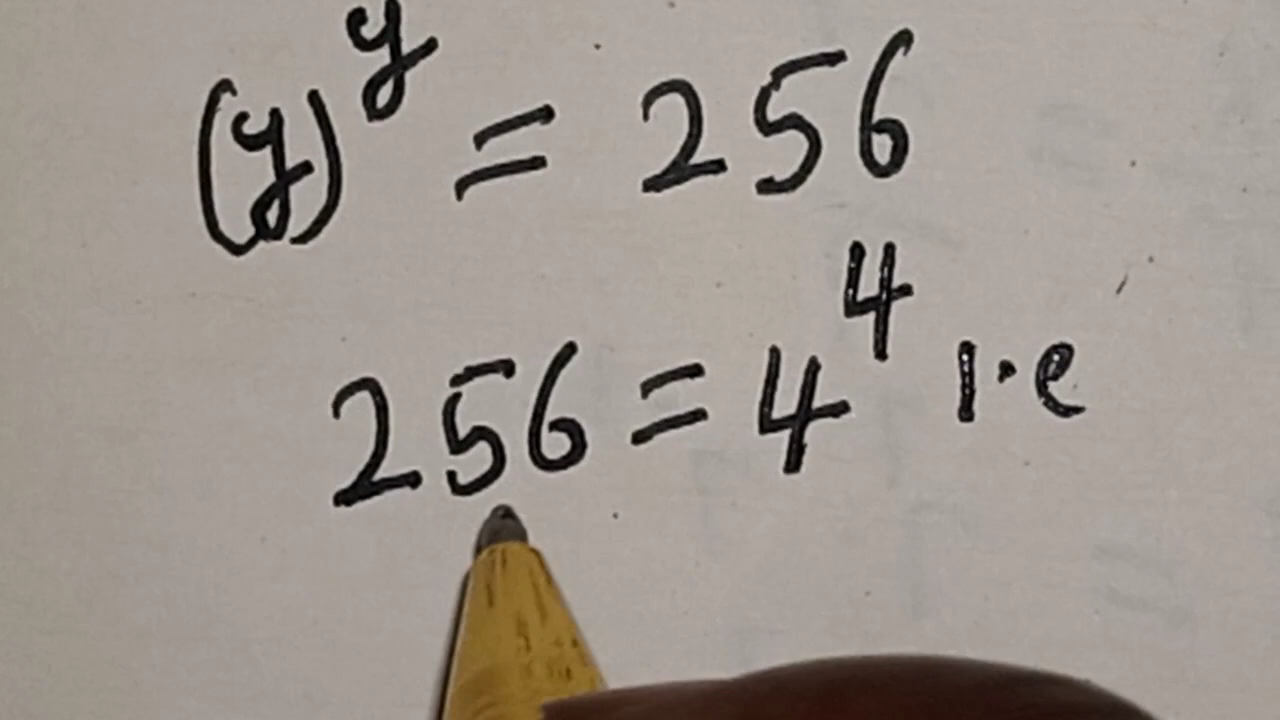 (y)^y = 256
256 = 4^4 i.e